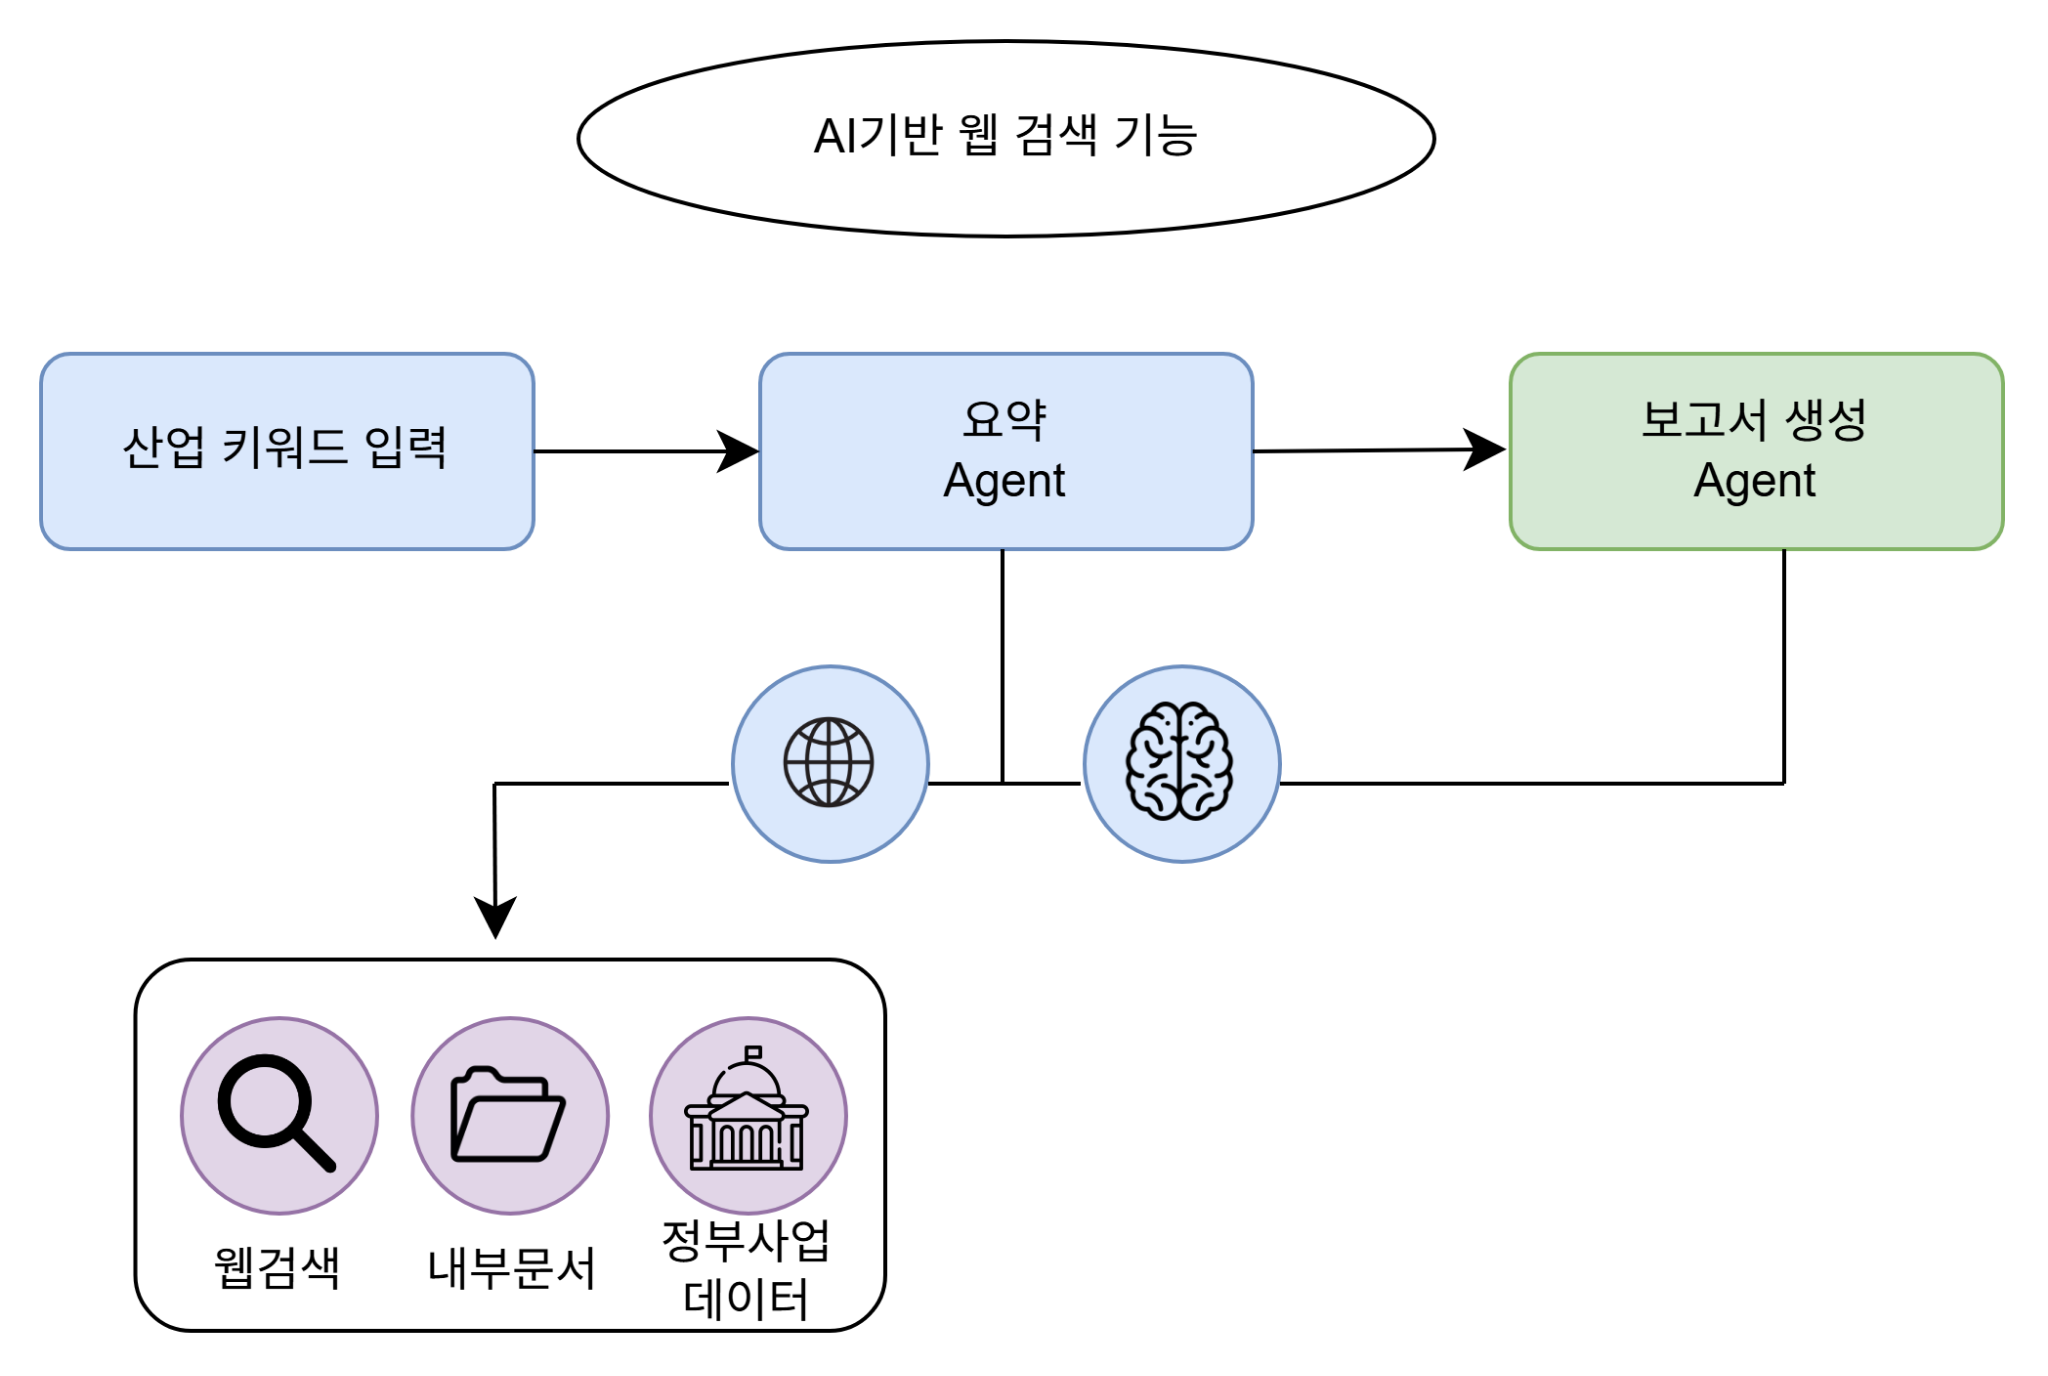 AI기반 웹 검색 기능
산업 키워드 입력
요약
Agent
보고서 생성
Agent
웹검색
내부문서
정부사업
데이터